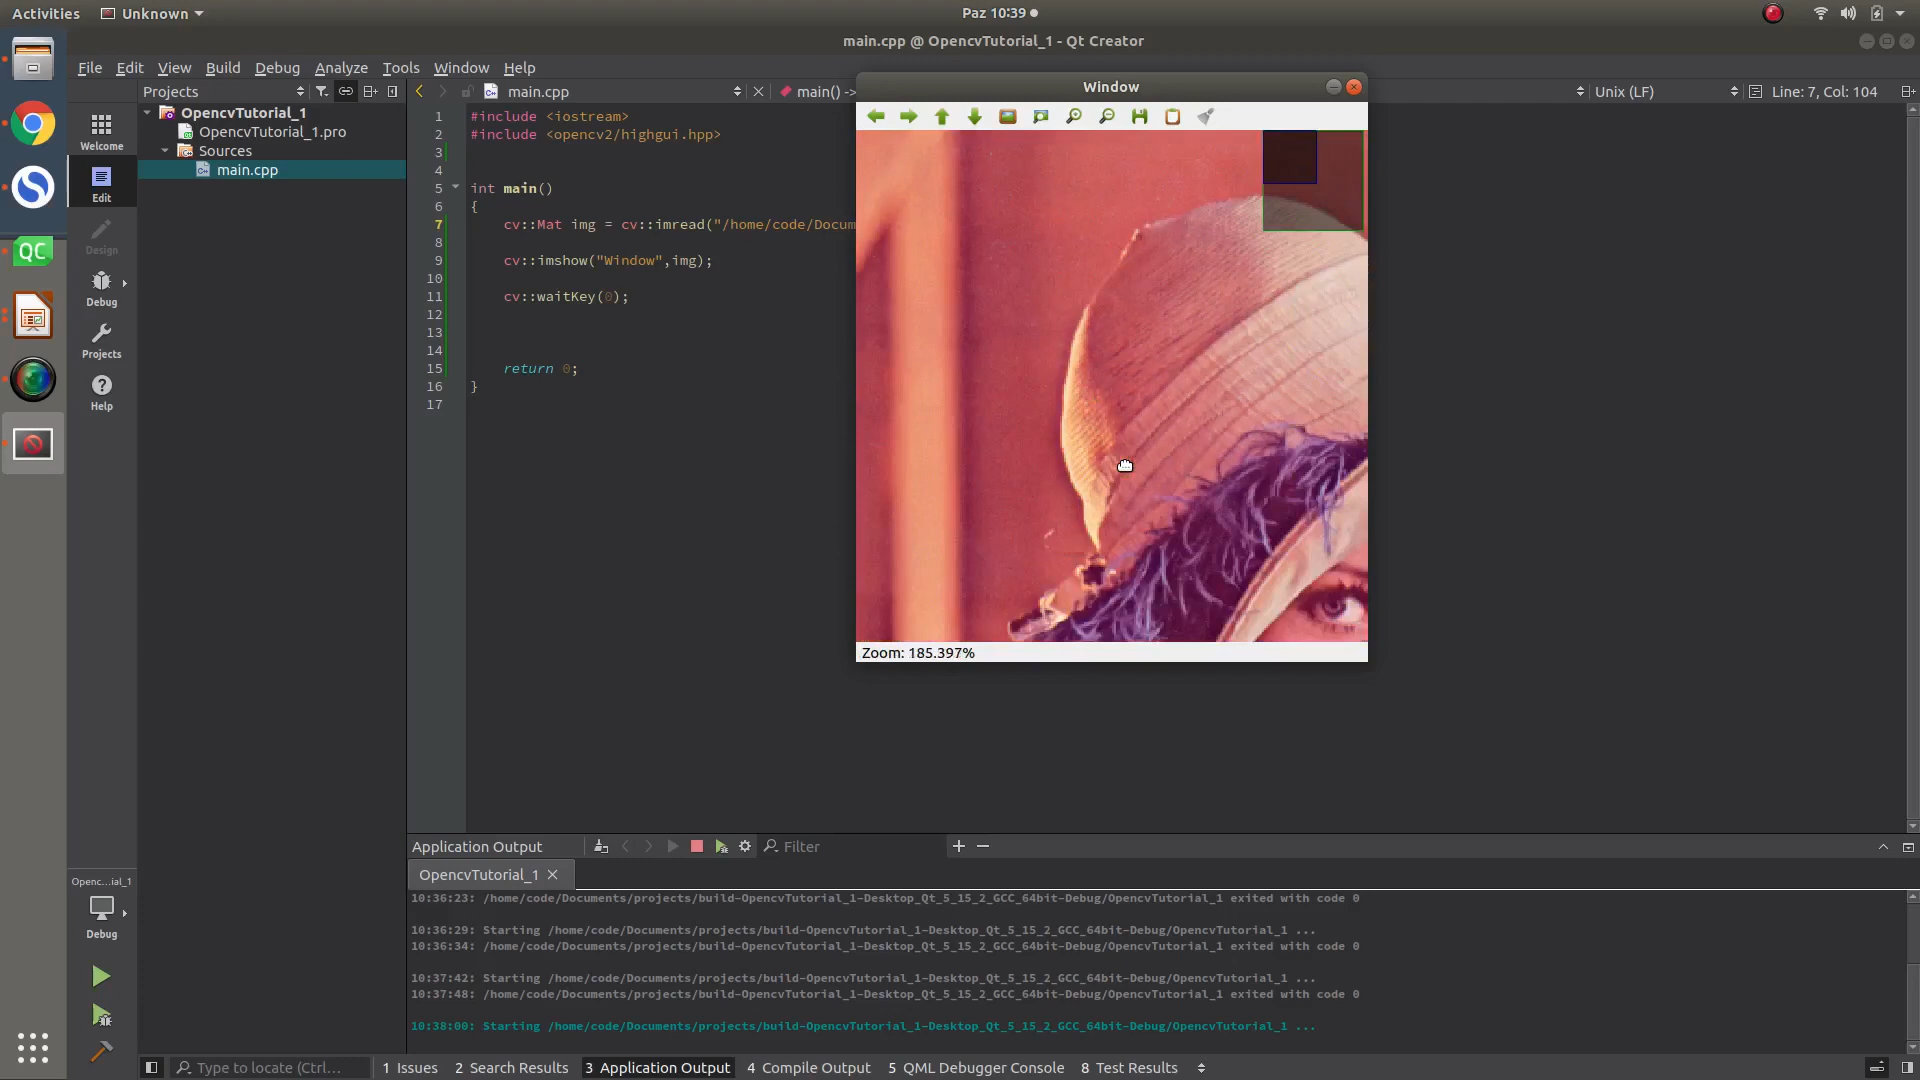 Activities Unknown Paz 10:39
main.cpp @ OpencvTutorial_1 - Qt Creator
File Edit View Build Debug Analyze Tools Window Help
Projects
main.cpp
main() ->
Unix (LF)
Line: 7, Col: 104
Window
Welcome
Edit
Design
Debug
Projects
Help
OpencvTutorial_1
OpencvTutorial_1.pro
Sources
main.cpp
1 #include <iostream>
2 #include <opencv2/highgui.hpp>
3
4
5 int main()
6 {
7 cv::Mat img = cv::imread("/home/code/Docum
8
9 cv::imshow("Window",img);
10
11 cv::waitKey(0);
12
13
14
15 return 0;
16 }
17
Zoom: 185.397%
Application Output
Filter
OpencvTutorial_1
Openc...ial_1
Debug
10:36:23: /home/code/Documents/projects/build-OpencvTutorial_1-Desktop_Qt_5_15_2_GCC_64bit-Debug/OpencvTutorial_1 exited with code 0
10:36:29: Starting /home/code/Documents/projects/build-OpencvTutorial_1-Desktop_Qt_5_15_2_GCC_64bit-Debug/OpencvTutorial_1 ...
10:36:34: /home/code/Documents/projects/build-OpencvTutorial_1-Desktop_Qt_5_15_2_GCC_64bit-Debug/OpencvTutorial_1 exited with code 0
10:37:42: Starting /home/code/Documents/projects/build-OpencvTutorial_1-Desktop_Qt_5_15_2_GCC_64bit-Debug/OpencvTutorial_1 ...
10:37:48: /home/code/Documents/projects/build-OpencvTutorial_1-Desktop_Qt_5_15_2_GCC_64bit-Debug/OpencvTutorial_1 exited with code 0
10:38:00: Starting /home/code/Documents/projects/build-OpencvTutorial_1-Desktop_Qt_5_15_2_GCC_64bit-Debug/OpencvTutorial_1 ...
Type to locate (Ctrl... 1 Issues 2 Search Results 3 Application Output 4 Compile Output 5 QML Debugger Console 8 Test Results